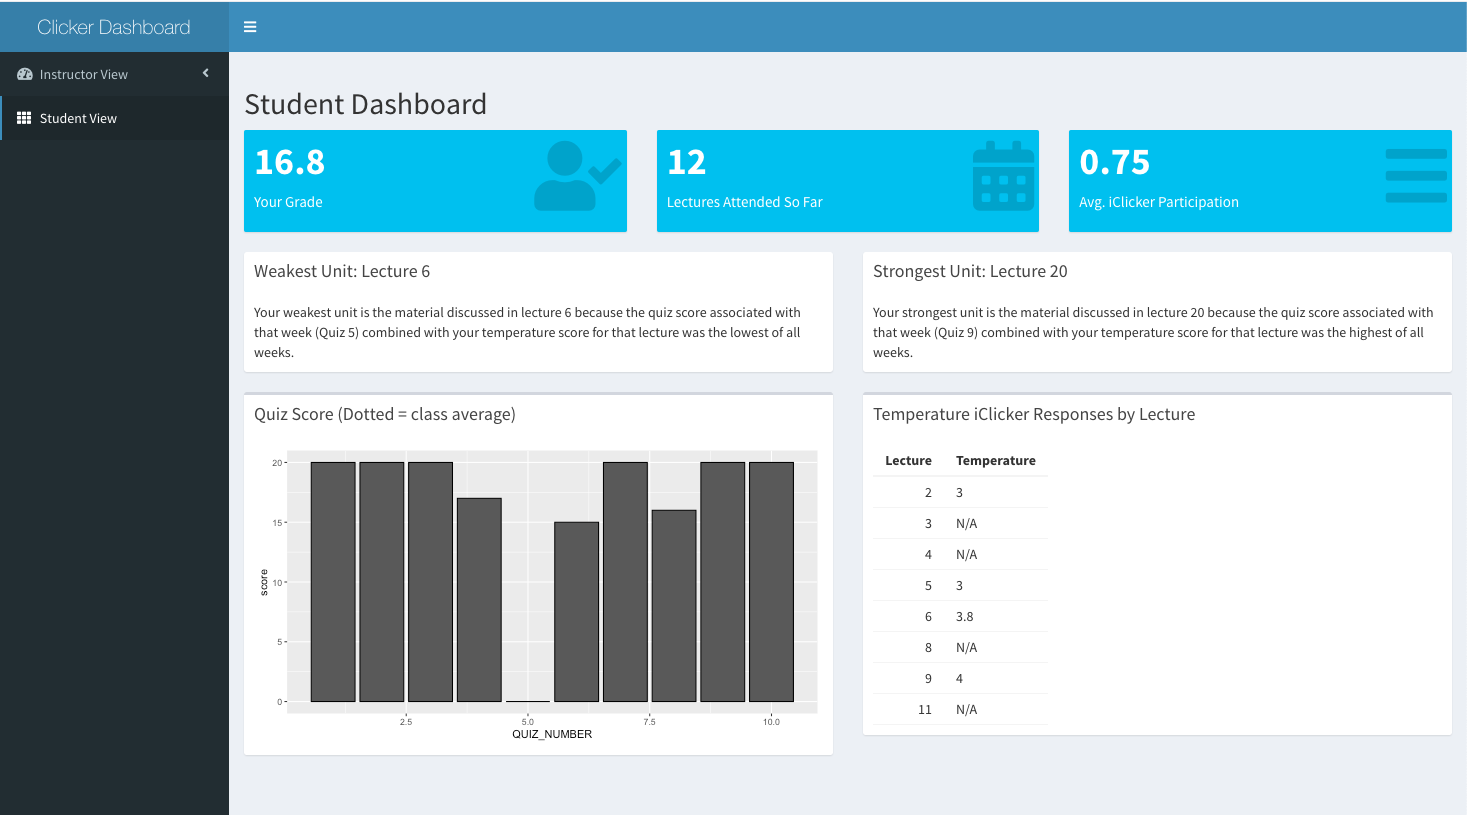 Clicker Dashboard
Instructor View
Student View
Student Dashboard
16.8
Your Grade
12
Lectures Attended So Far
0.75
Avg. iClicker Participation
Weakest Unit: Lecture 6
Your weakest unit is the material discussed in lecture 6 because the quiz score associated with
that week (Quiz 5) combined with your temperature score for that lecture was the lowest of all
weeks.
Strongest Unit: Lecture 20
Your strongest unit is the material discussed in lecture 20 because the quiz score associated with
that week (Quiz 9) combined with your temperature score for that lecture was the highest of all
weeks.
Quiz Score (Dotted = class average)
20
15
10
5
0
score
2.5 5.0 7.5 10.0
QUIZ_NUMBER
Temperature iClicker Responses by Lecture
Lecture Temperature
2 3
3 N/A
4 N/A
5 3
6 3.8
8 N/A
9 4
11 N/A